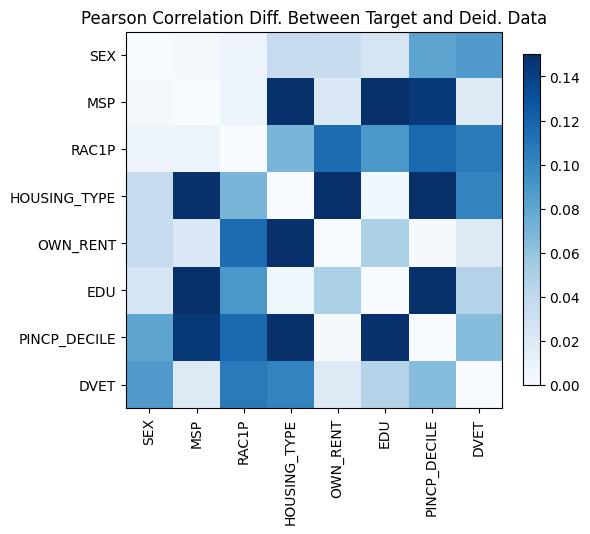 Pearson Correlation Diff. Between Target and Deid. Data
SEX
MSP
RAC1P
HOUSING_TYPE
OWN_RENT
EDU
PINCP_DECILE
DVET
SEX
MSP
RAC1P
HOUSING_TYPE
OWN_RENT
EDU
PINCP_DECILE
DVET
0.14
0.12
0.10
0.08
0.06
0.04
0.02
0.00